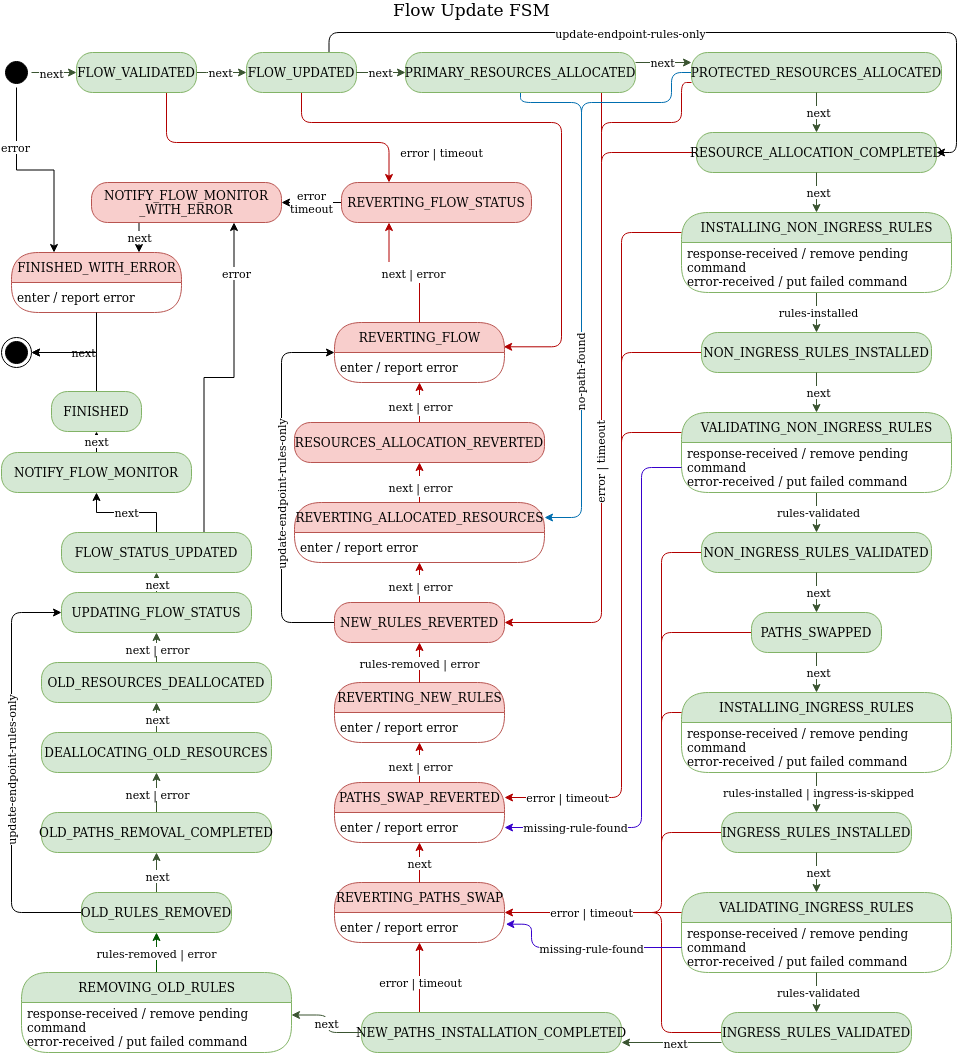 Flow Update FSM
update-endpoint-rules-only
next
FLOW_VALIDATED
next
FLOW_UPDATED
next
PRIMARY_RESOURCES_ALLOCATED
next
PROTECTED_RESOURCES_ALLOCATED
next
error
error | timeout
RESOURCE_ALLOCATION_COMPLETED
next
NOTIFY_FLOW_MONITOR
_WITH_ERROR
error
timeout
REVERTING_FLOW_STATUS
next
INSTALLING_NON_INGRESS_RULES
response-received / remove pending
command
error-received / put failed command
FINISHED_WITH_ERROR
enter / report error
error
next | error
rules-installed
REVERTING_FLOW
enter / report error
NON_INGRESS_RULES_INSTALLED
next
no-path-found
next
FINISHED
next | error
next
VALIDATING_NON_INGRESS_RULES
response-received / remove pending
command
error-received / put failed command
next
RESOURCES_ALLOCATION_REVERTED
error | timeout
update-endpoint-rules-only
NOTIFY_FLOW_MONITOR
next | error
next
REVERTING_ALLOCATED_RESOURCES
enter / report error
rules-validated
FLOW_STATUS_UPDATED
NON_INGRESS_RULES_VALIDATED
next
next | error
next
UPDATING_FLOW_STATUS
NEW_RULES_REVERTED
PATHS_SWAPPED
next | error
rules-removed | error
next
OLD_RESOURCES_DEALLOCATED
REVERTING_NEW_RULES
enter / report error
INSTALLING_INGRESS_RULES
response-received / remove pending
command
error-received / put failed command
next
update-endpoint-rules-only
DEALLOCATING_OLD_RESOURCES
next | error
next | error
rules-installed | ingress-is-skipped
PATHS_SWAP_REVERTED
enter / report error
error | timeout
missing-rule-found
OLD_PATHS_REMOVAL_COMPLETED
INGRESS_RULES_INSTALLED
next
next
next
OLD_RULES_REMOVED
REVERTING_PATHS_SWAP
enter / report error
error | timeout
missing-rule-found
VALIDATING_INGRESS_RULES
response-received / remove pending
command
error-received / put failed command
rules-removed | error
error | timeout
rules-validated
REMOVING_OLD_RULES
response-received / remove pending
command
error-received / put failed command
next
NEW_PATHS_INSTALLATION_COMPLETED
next
INGRESS_RULES_VALIDATED